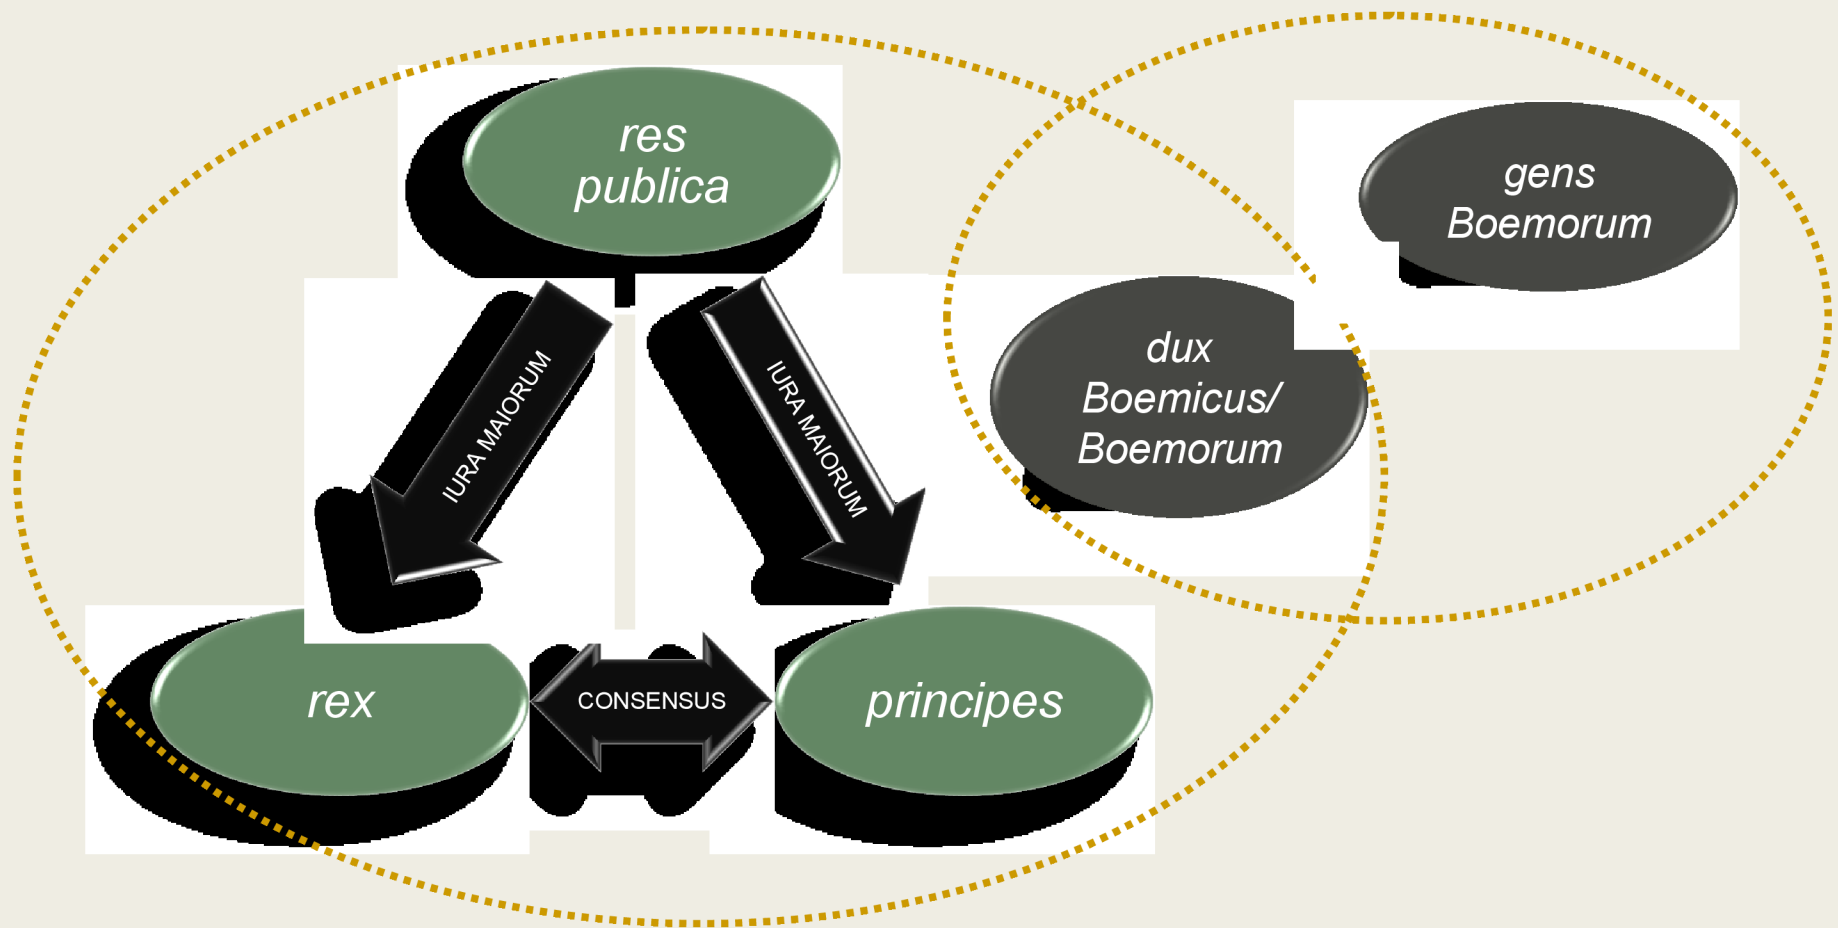 res
publica
gens
Boemorum
dux
Boemicus/
Boemorum
IURA MAIORUM
IURA MAIORUM
rex
CONSENSUS
principes